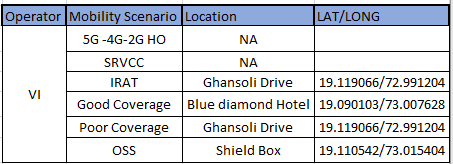 Operator Mobility Scenario Location LAT/LONG
5G -4G-2G HO NA
SRVCC NA
IRAT Ghansoli Drive 19.119066/72.991204
VI Good Coverage Blue diamond Hotel 19.090103/73.007628
Poor Coverage Ghansoli Drive 19.119066/72.991204
OSS Shield Box 19.110542/73.015404